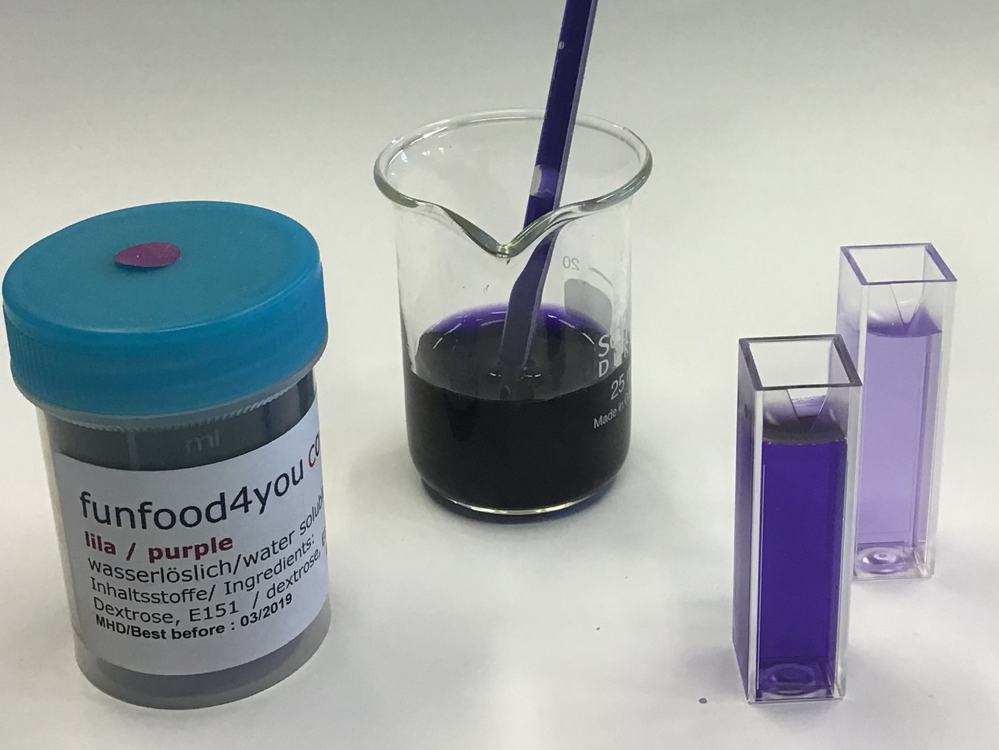 ml
funfood4you
lila / purple
wasserlöslich/water
Inhaltsstoffe/ Ingredients:
Dextrose, E151 / dextrose,
MHD/Best before : 03/2019
20
25
Made in